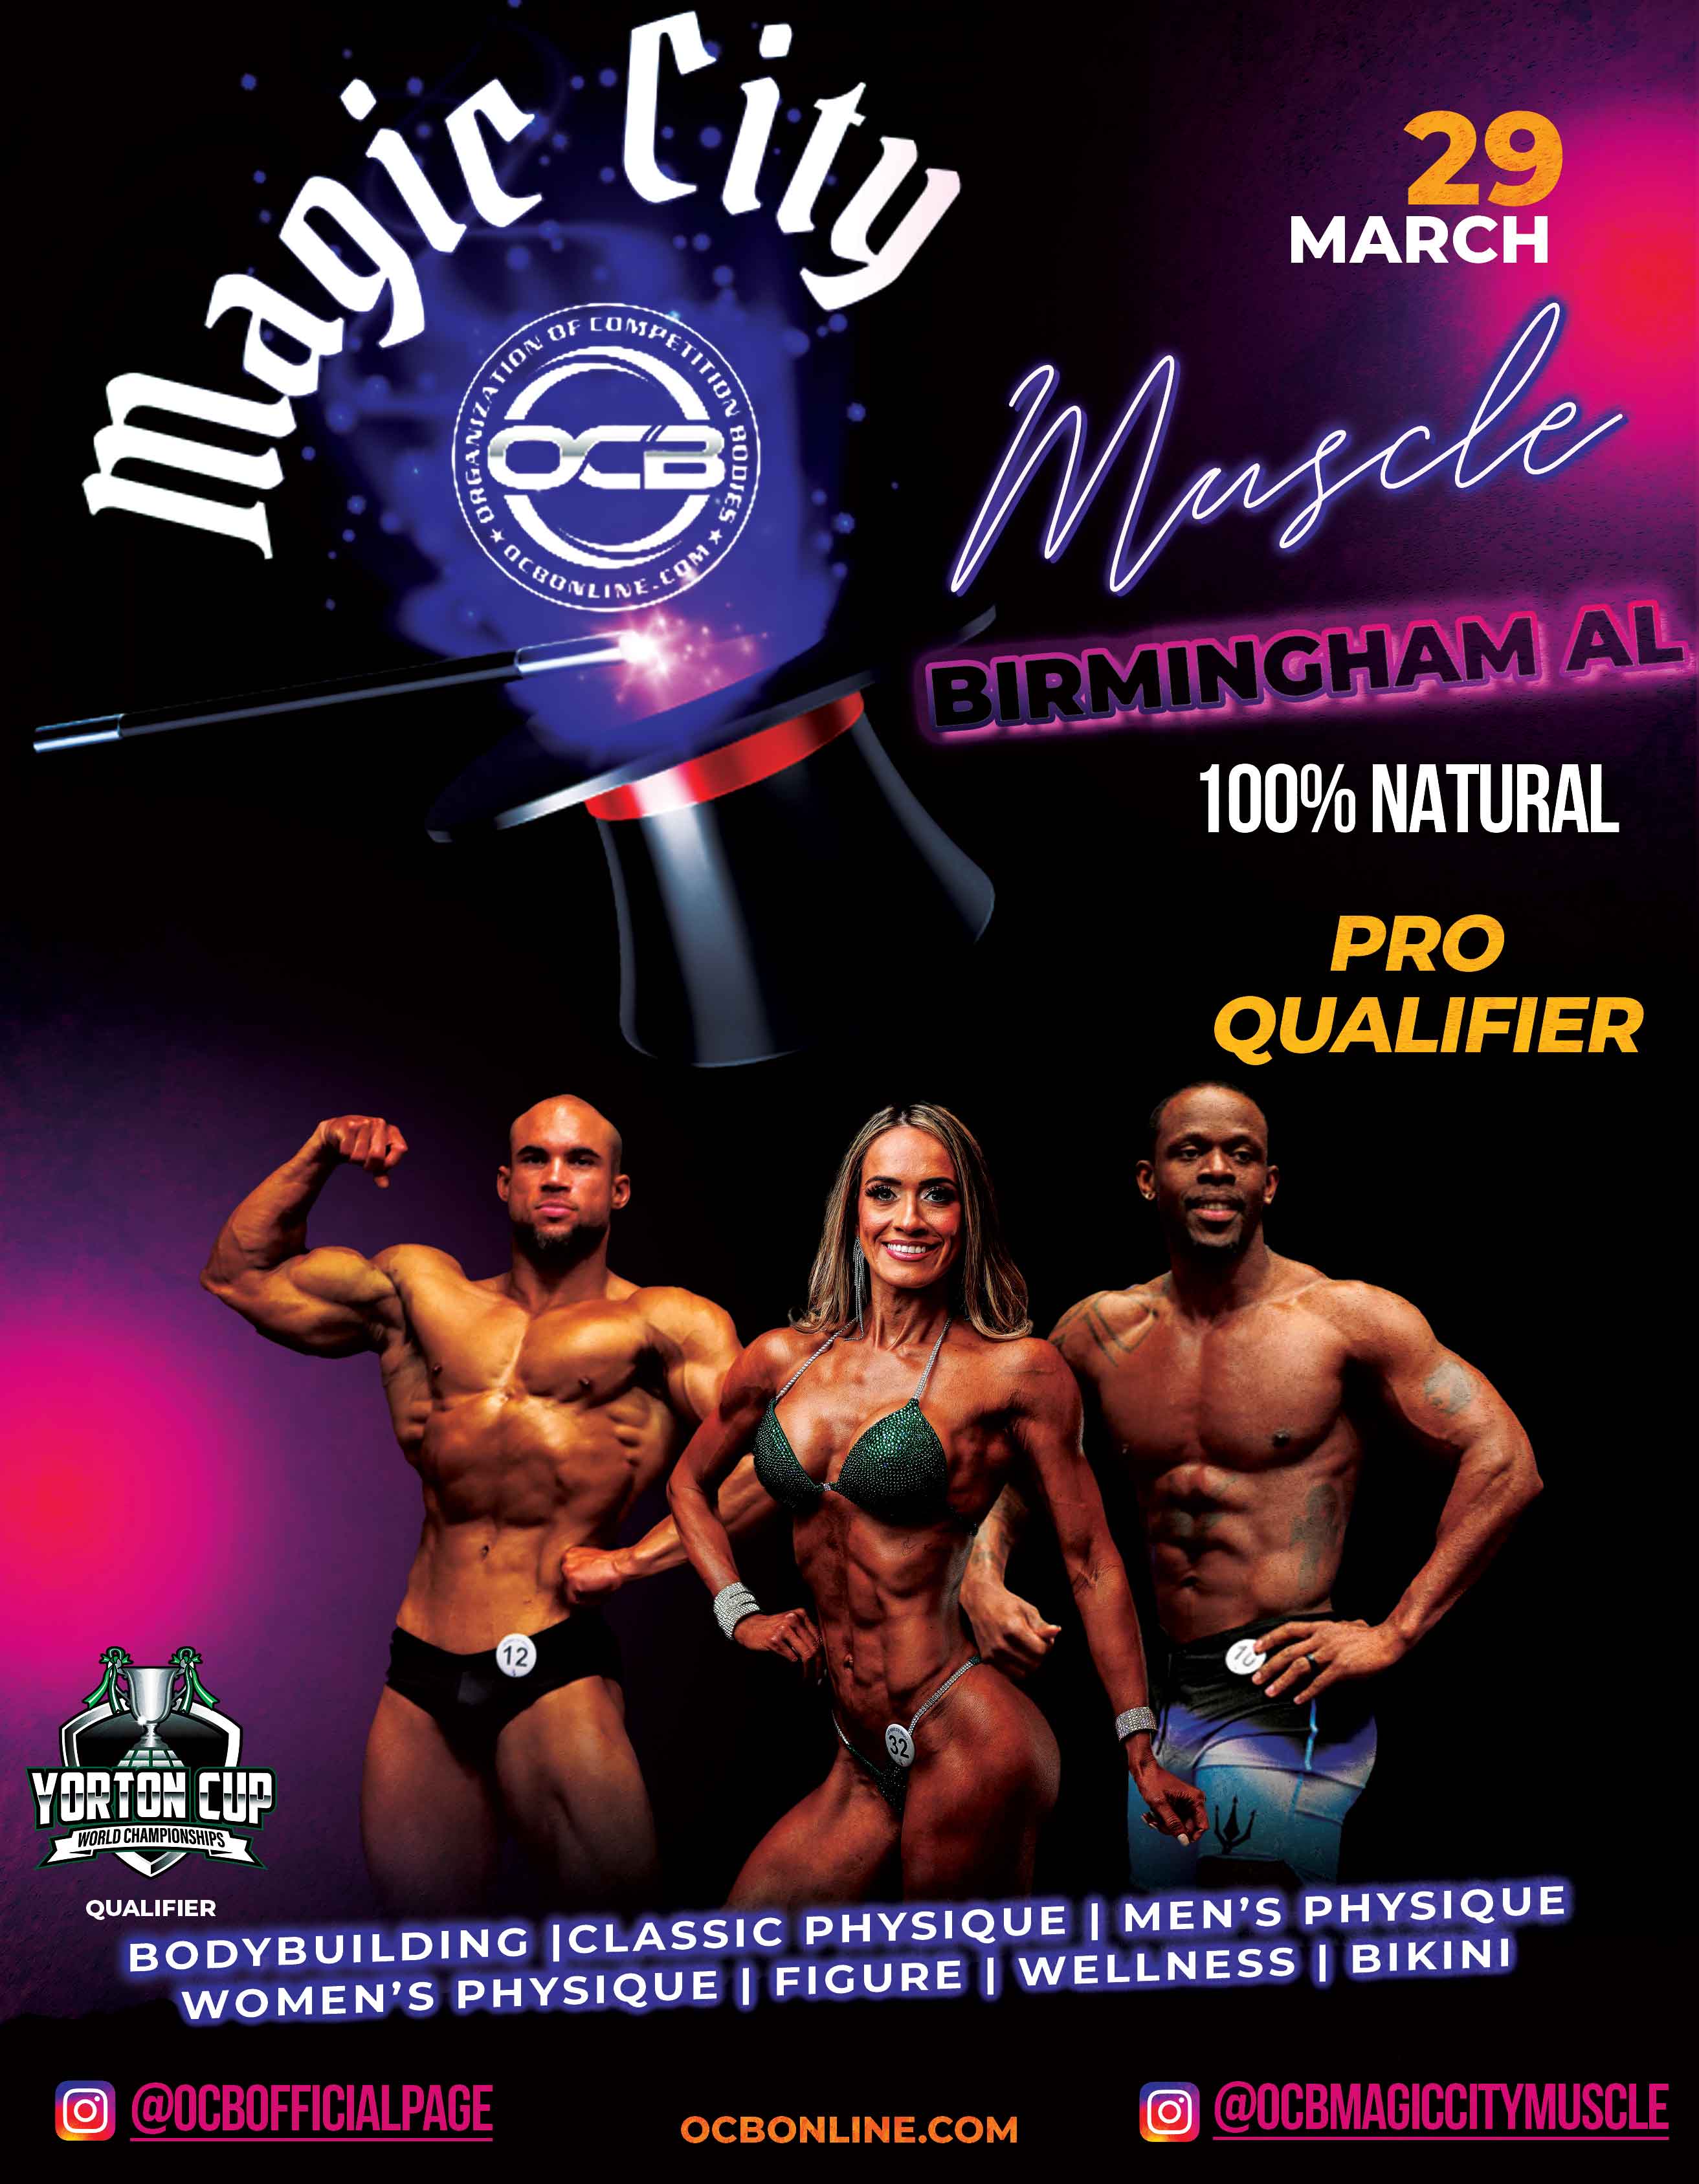 Magic City
ORGANIZATION OF COMPETITION BODIES
OCB
★ OCBONLINE.COM ★
29
MARCH
Muscle
BIRMINGHAM AL
100% NATURAL
PRO
QUALIFIER
12
32
10
YORTON CUP
WORLD CHAMPIONSHIPS
QUALIFIER
BODYBUILDING |CLASSIC PHYSIQUE | MEN'S PHYSIQUE
WOMEN'S PHYSIQUE | FIGURE | WELLNESS | BIKINI
@OCBOFFICIALPAGE
OCBONLINE.COM
@OCBMAGICCITYMUSCLE